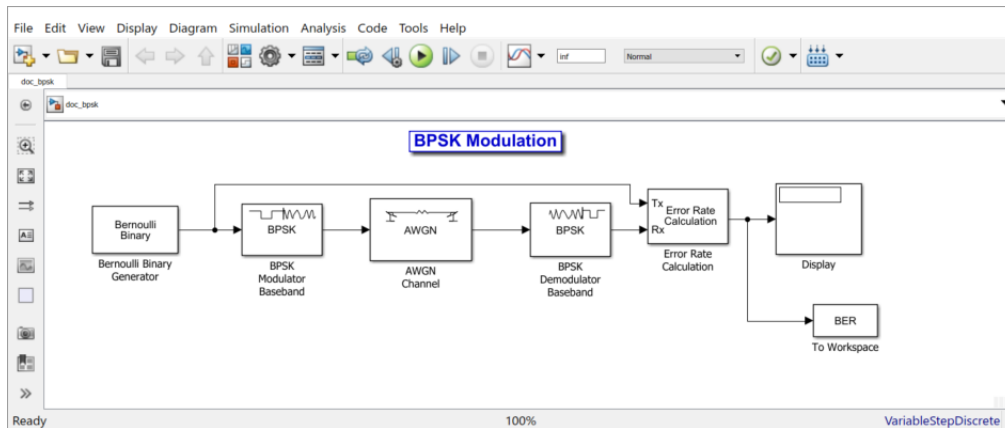 File Edit View Display Diagram Simulation Analysis Code Tools Help
inf
Normal
doc_bpsk
doc_bpsk
BPSK Modulation
Bernoulli
Binary
Bernoulli Binary
Generator
BPSK
BPSK
Modulator
Baseband
AWGN
AWGN
Channel
BPSK
BPSK
Demodulator
Baseband
Tx
Rx
Error Rate
Calculation
Error Rate
Calculation
Display
BER
To Workspace
Ready
100%
VariableStepDiscrete